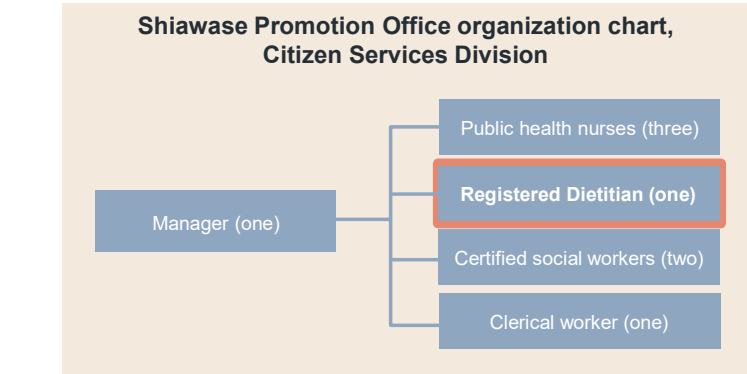 Shiawase Promotion Office organization chart,
Citizen Services Division
Public health nurses (three)
Registered Dietitian (one)
Manager (one)
Certified social workers (two)
Clerical worker (one)